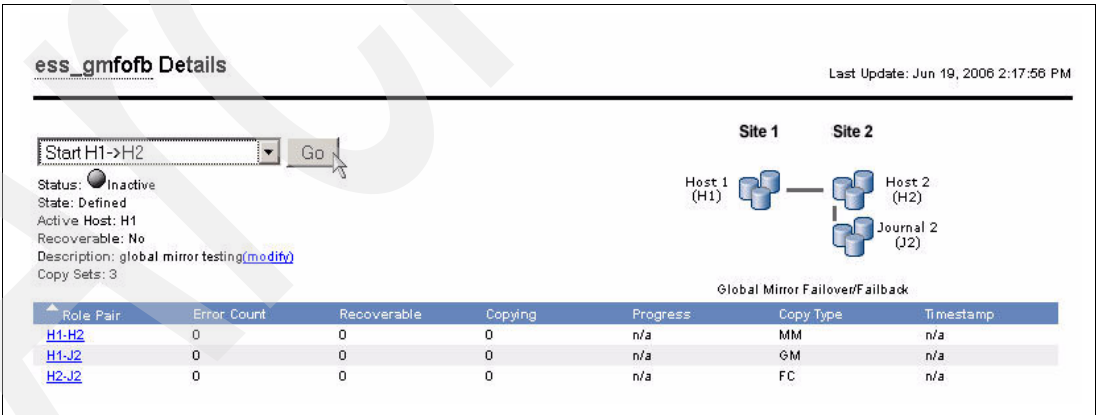 ess_gmfofb Details
Last Update: Jun 19, 2006 2:17:56 PM
Start H1->H2 Go
Status: Inactive
State: Defined
Active Host: H1
Recoverable: No
Description: global mirror testing(modify)
Copy Sets: 3
Site 1 Site 2
Host 1
(H1)
Host 2
(H2)
Journal 2
(J2)
Global Mirror Failover/Failback
Role Pair Error Count Recoverable Copying Progress Copy Type Timestamp
H1-H2 0 0 0 n/a MM n/a
H1-J2 0 0 0 n/a GM n/a
H2-J2 0 0 0 n/a FC n/a